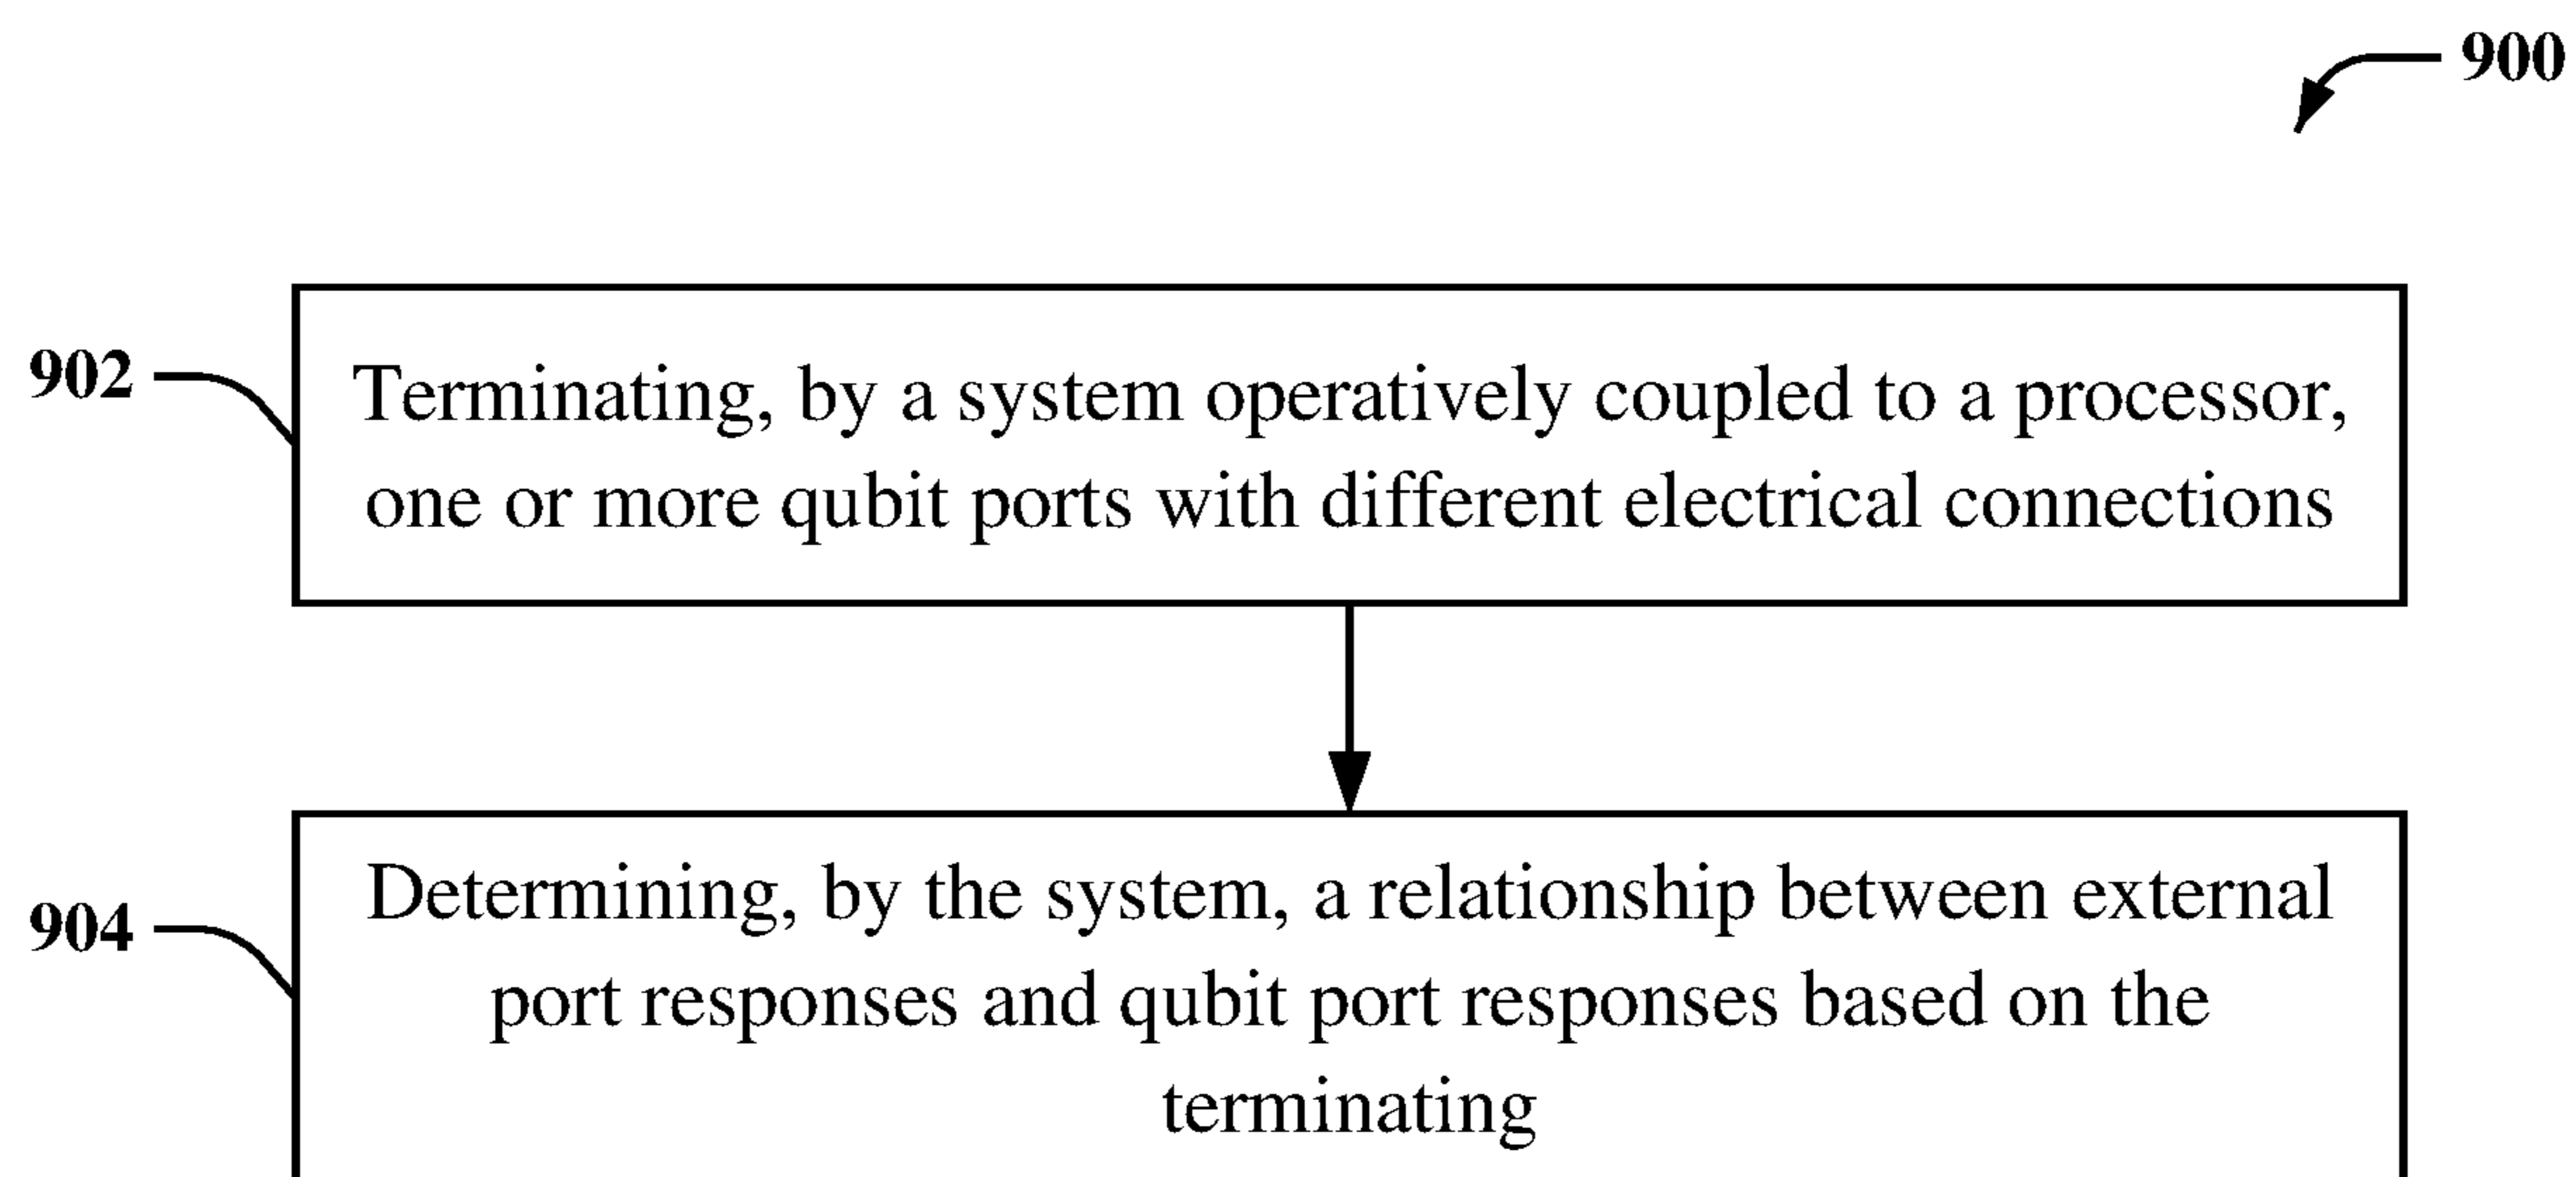 900
902
Terminating, by a system operatively coupled to a processor,
one or more qubit ports with different electrical connections
904
Determining, by the system, a relationship between external
port responses and qubit port responses based on the
terminating